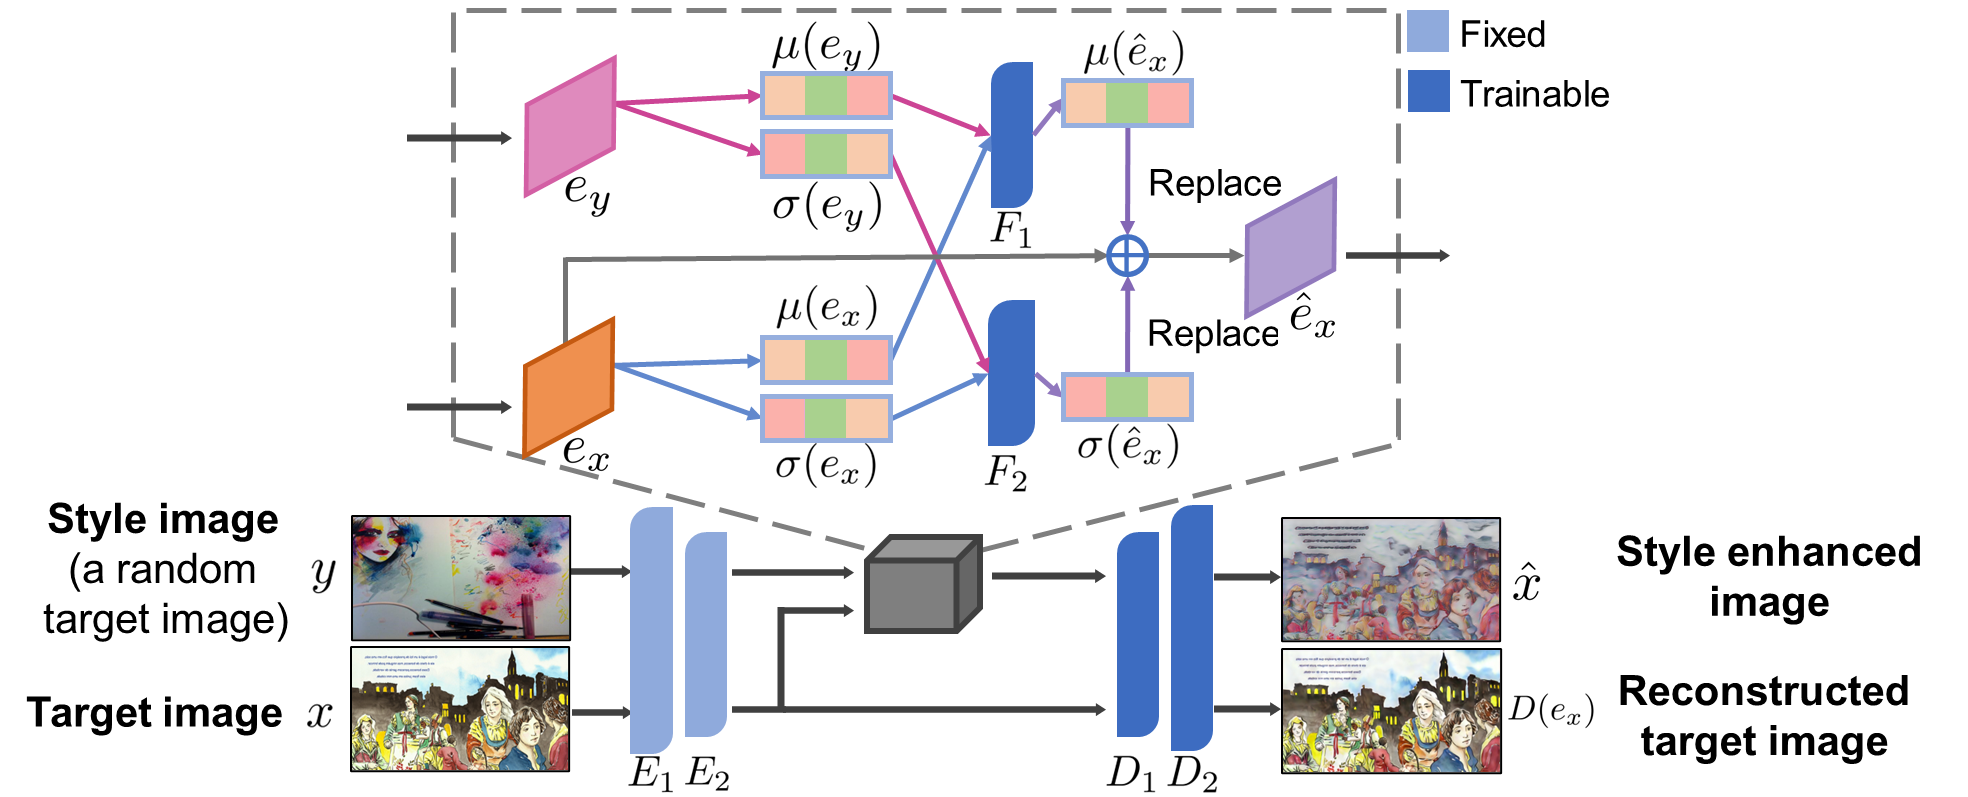 μ(e_y)
σ(e_y)
e_y
F_1
μ(ê_x)
Replace
Fixed
Trainable
μ(e_x)
σ(e_x)
e_x
F_2
Replace
σ(ê_x)
ê_x
Style image
(a random
target image)
y
Target image x
E_1 E_2
D_1 D_2
x̂
Style enhanced
image
D(e_x)
Reconstructed
target image